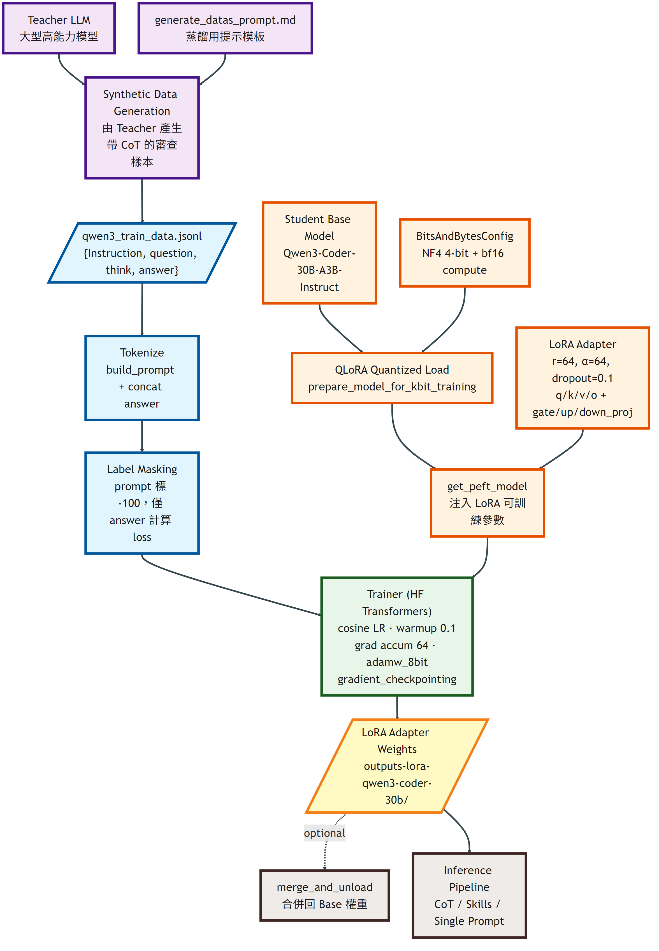 Teacher LLM
大型高能力模型
generate_datas_prompt.md
蒸餾用提示模板
Synthetic Data
Generation
由 Teacher 產生
帶 CoT 的審查
樣本
qwen3_train_data.jsonl
{Instruction, question,
think, answer}
Student Base
Model
Qwen3-Coder-
30B-A3B-
Instruct
BitsAndBytesConfig
NF4 4-bit + bf16
compute
Tokenize
build_prompt
+ concat
answer
QLoRA Quantized Load
prepare_model_for_kbit_training
LoRA Adapter
r=64, α=64,
dropout=0.1
q/k/v/o +
gate/up/down_proj
Label Masking
prompt 標
-100，僅
answer 計算
loss
get_peft_model
注入 LoRA 可訓
練參數
Trainer (HF
Transformers)
cosine LR · warmup 0.1
grad accum 64 ·
adamw_8bit
gradient_checkpointing
LoRA Adapter
Weights
outputs-lora-
qwen3-coder-
30b/
optional
merge_and_unload
合併回 Base 權重
Inference
Pipeline
CoT / Skills /
Single Prompt